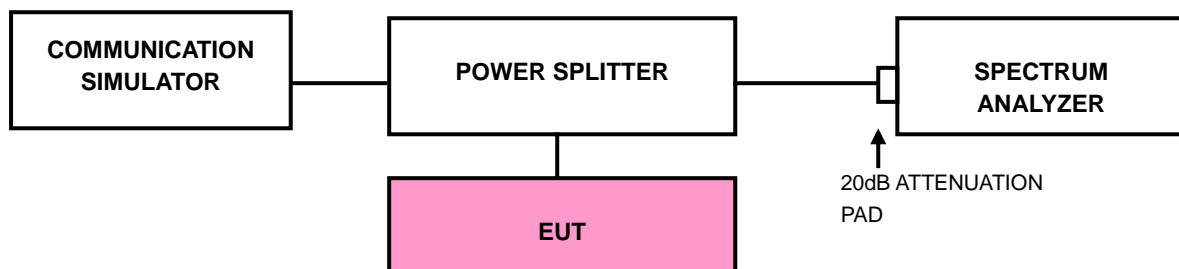 COMMUNICATION
SIMULATOR
POWER SPLITTER
SPECTRUM
ANALYZER
20dB ATTENUATION
PAD
EUT